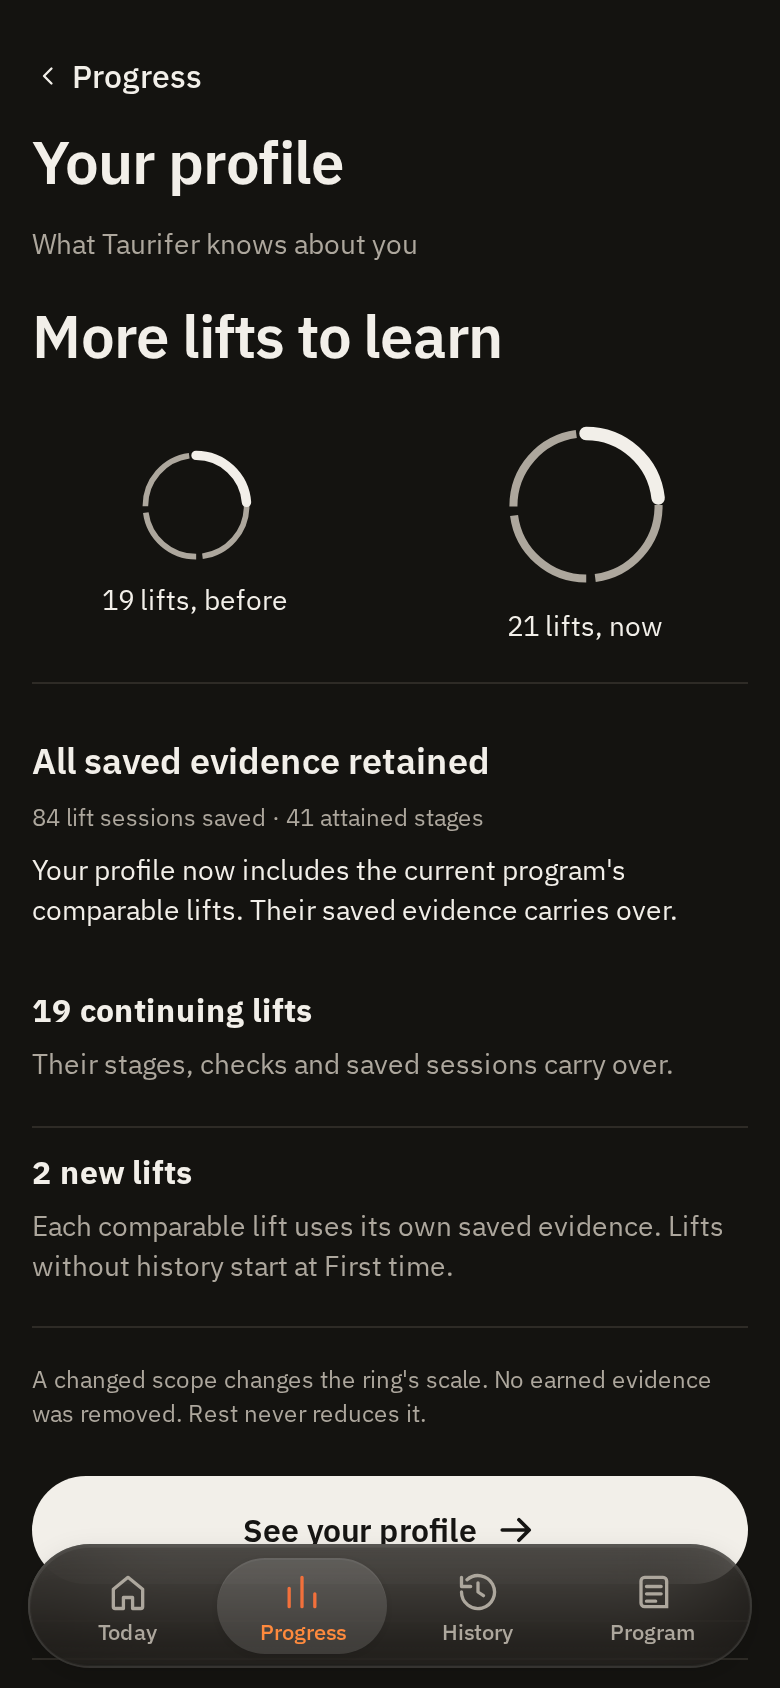 Progress
Your profile
What Taurifer knows about you
More lifts to learn
19 lifts, before
21 lifts, now
All saved evidence retained
84 lift sessions saved · 41 attained stages
Your profile now includes the current program's
comparable lifts. Their saved evidence carries over.
19 continuing lifts
Their stages, checks and saved sessions carry over.
2 new lifts
Each comparable lift uses its own saved evidence. Lifts
without history start at First time.
A changed scope changes the ring's scale. No earned evidence
was removed. Rest never reduces it.
See your profile
Today
Progress
History
Program